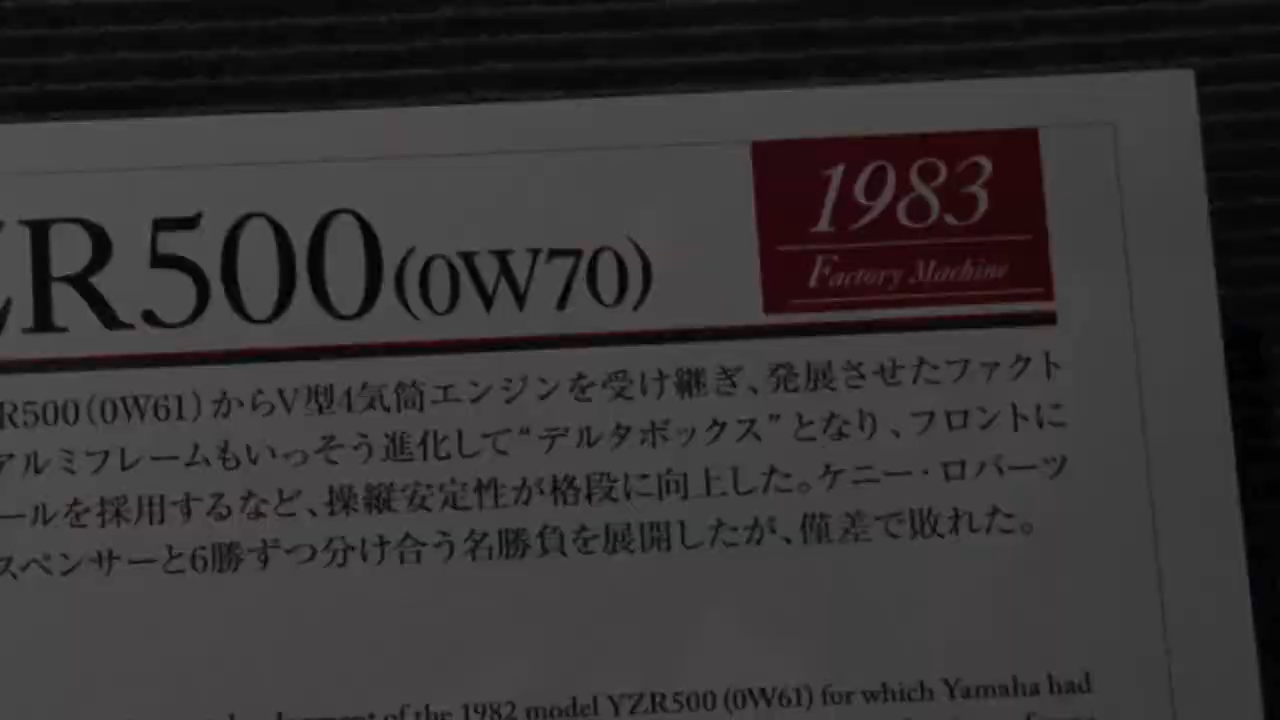 ZR500(0W70)
1983
Factory Machine
R500(0W61)からV型4気筒エンジンを受け継ぎ、発展させたファクト
アルミフレームもいっそう進化して“デルタボックス”となり、フロントに
ールを採用するなど、操縦安定性が格段に向上した。ケニー・ロバーツ
スペンサーと6勝ずつ分け合う名勝負を展開したが、僅差で敗れた。
of the 1982 model YZR500 (0W61) for which Yamaha had